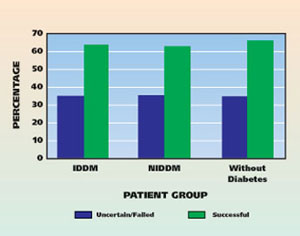 70
60
50
40
30
20
10
0
PERCENTAGE
IDDM NIDDM Without
Diabetes
PATIENT GROUP
Uncertain/Failed Successful